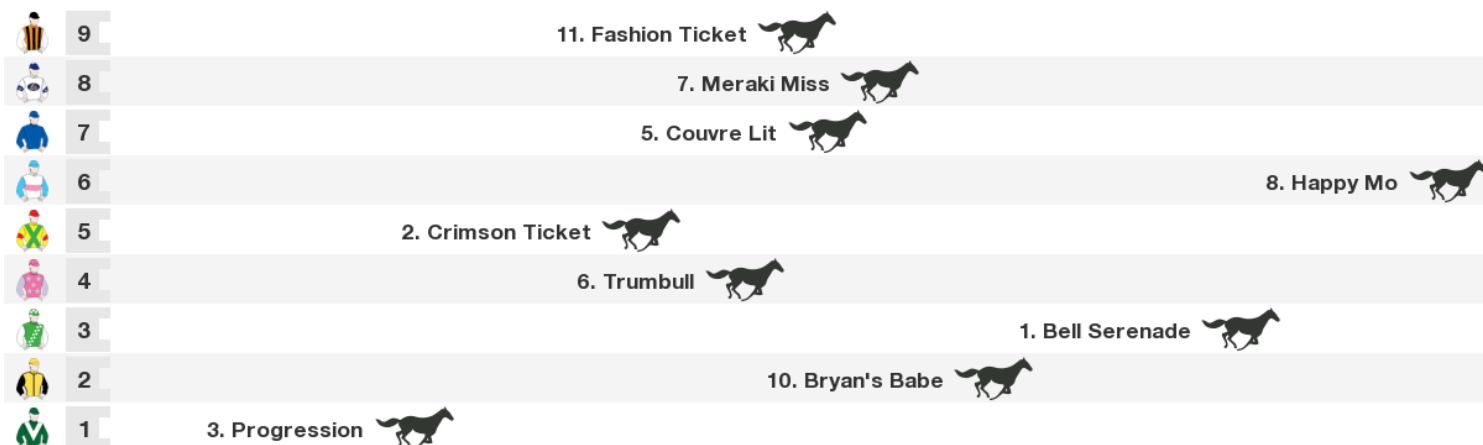 9 11. Fashion Ticket
8 7. Meraki Miss
7 5. Couvre Lit
6 8. Happy Mo
5 2. Crimson Ticket
4 6. Trumbull
3 1. Bell Serenade
2 10. Bryan's Babe
1 3. Progression